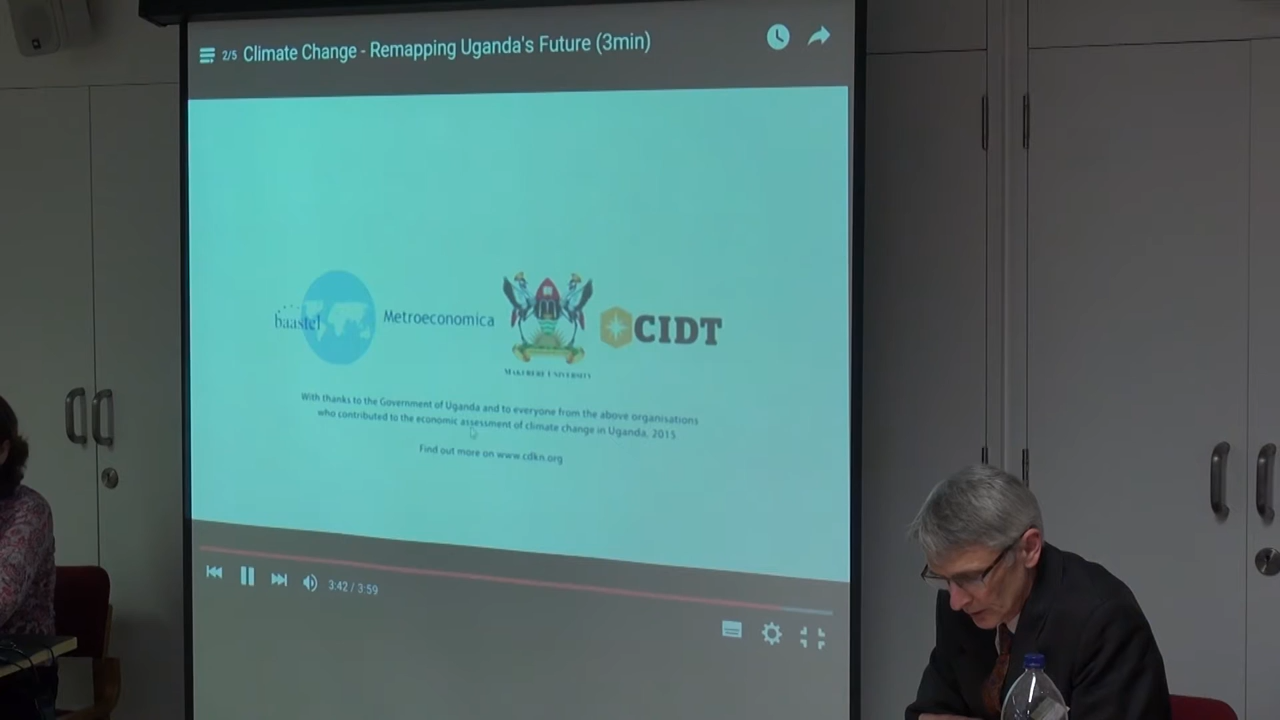 2/5 Climate Change - Remapping Uganda's Future (3min)
baastel
Metroeconomica
CIDT
MAKERERE UNIVERSITY
With thanks to the Government of Uganda and to everyone from the above organisations
who contributed to the economic assessment of climate change in Uganda, 2015.
Find out more on www.cdkn.org
3:42 / 3:59